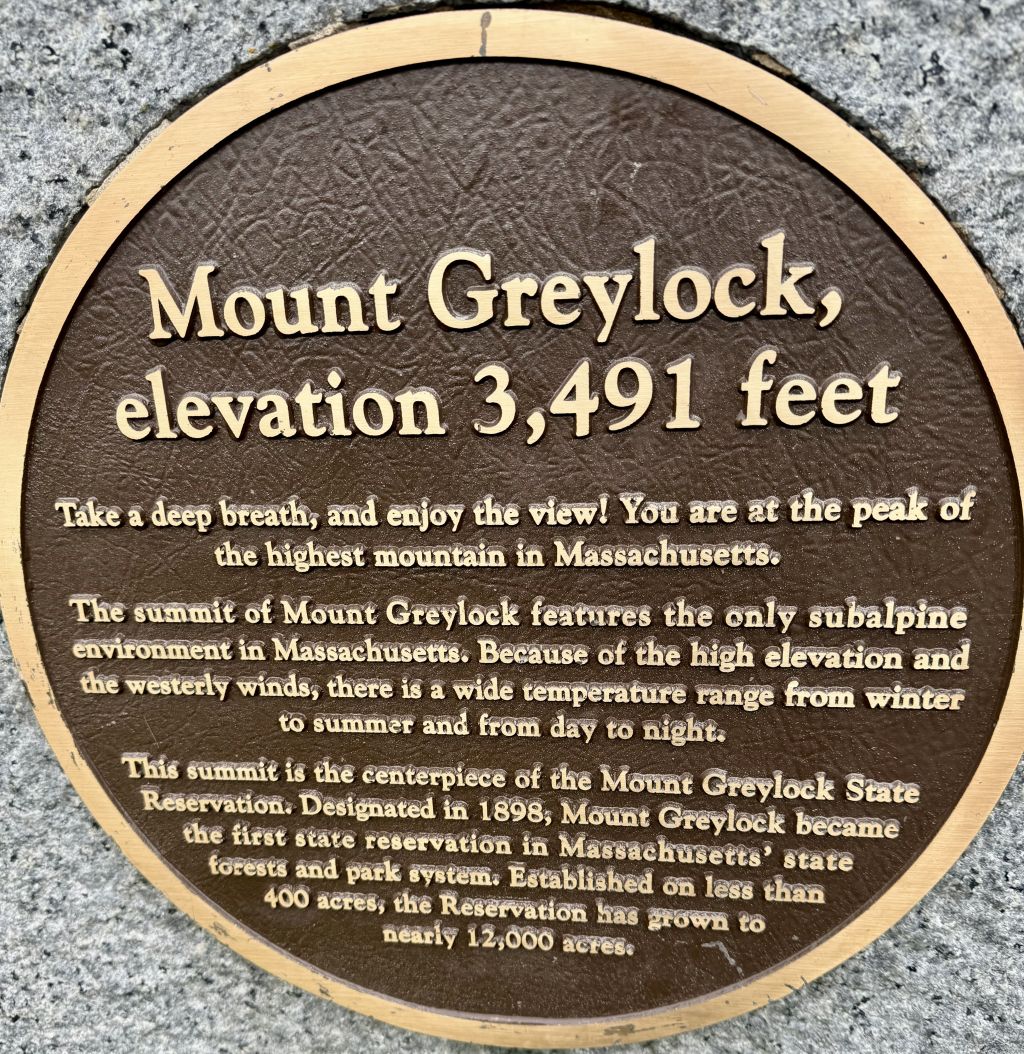 Mount Greylock,
elevation 3,491 feet
Take a deep breath, and enjoy the view! You are at the peak of
the highest mountain in Massachusetts.
The summit of Mount Greylock features the only subalpine
environment in Massachusetts. Because of the high elevation and
the westerly winds, there is a wide temperature range from winter
to summer and from day to night.
This summit is the centerpiece of the Mount Greylock State
Reservation. Designated in 1898, Mount Greylock became
the first state reservation in Massachusetts’ state
forests and park system. Established on less than
400 acres, the Reservation has grown to
nearly 12,000 acres.